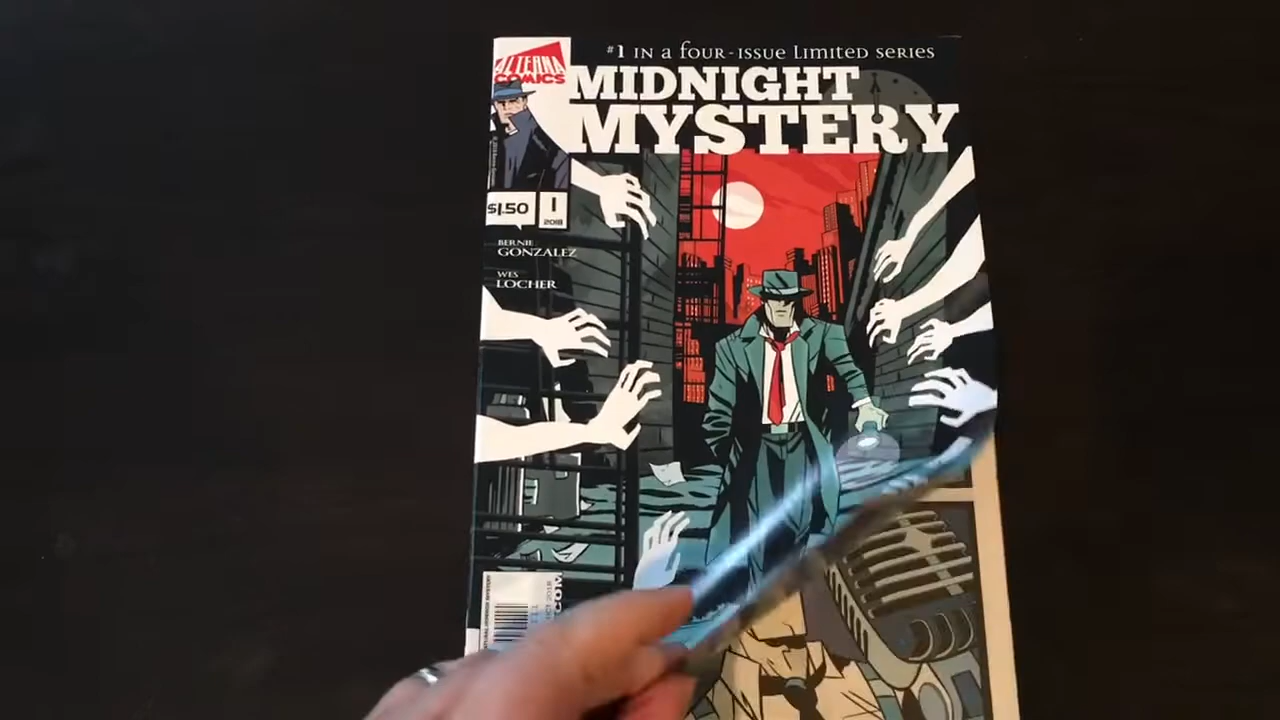 #1 IN A FOUR-ISSUE LIMITED SERIES
ALTERNA
COMICS
MIDNIGHT
MYSTERY
$1.50
1
2018
BERNIE
GONZALEZ
WES
LOCHER